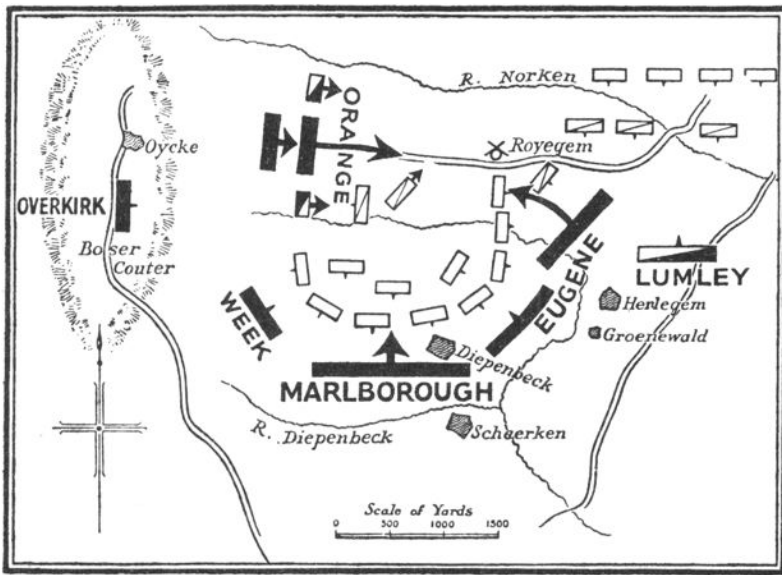 R. Norken
ORANGE
Royegem
Oycke
OVERKIRK
Boser
Couter
LUMLEY
EUGENE
WEEK
Herlegem
Groenewald
Diepenbeck
MARLBOROUGH
R. Diepenbeck
Schaerken
Scale of Yards
0 500 1000 1500